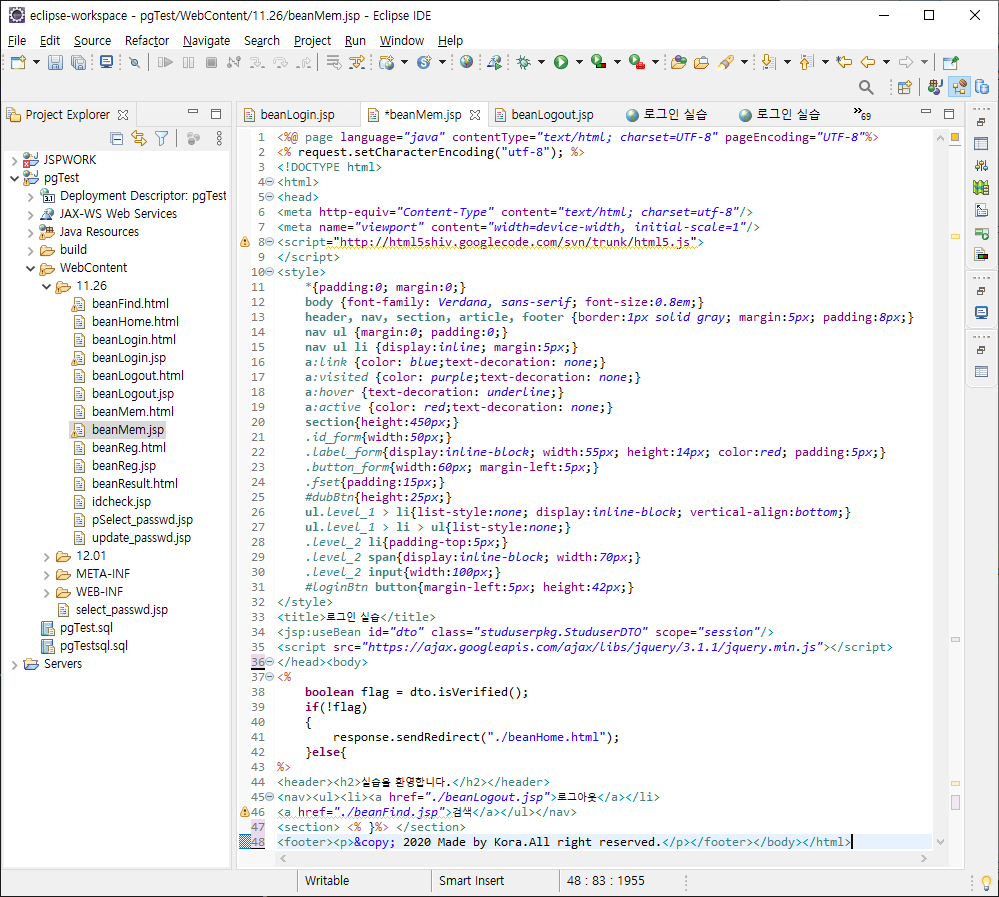 eclipse-workspace - pgTest/WebContent/11.26/beanMem.jsp - Eclipse IDE
File Edit Source Refactor Navigate Search Project Run Window Help
Project Explorer
JSPWORK
pgTest
Deployment Descriptor: pgTest
JAX-WS Web Services
Java Resources
build
WebContent
11.26
beanFind.html
beanHome.html
beanLogin.html
beanLogin.jsp
beanLogout.html
beanLogout.jsp
beanMem.html
beanMem.jsp
beanReg.html
beanReg.jsp
beanResult.html
idcheck.jsp
pSelect_passwd.jsp
update_passwd.jsp
12.01
META-INF
WEB-INF
select_passwd.jsp
pgTest.sql
pgTestsql.sql
Servers
beanLogin.jsp *beanMem.jsp beanLogout.jsp 로그인 실습 로그인 실습 »69
1 <%@ page language="java" contentType="text/html; charset=UTF-8" pageEncoding="UTF-8"%>
2 <% request.setCharacterEncoding("utf-8"); %>
3 <!DOCTYPE html>
4 <html>
5 <head>
6 <meta http-equiv="Content-Type" content="text/html; charset=utf-8"/>
7 <meta name="viewport" content="width=device-width, initial-scale=1"/>
8 <script="http://html5shiv.googlecode.com/svn/trunk/html5.js">
9 </script>
10 <style>
11 *{padding:0; margin:0;}
12 body {font-family: Verdana, sans-serif; font-size:0.8em;}
13 header, nav, section, article, footer {border:1px solid gray; margin:5px; padding:8px;}
14 nav ul {margin:0; padding:0;}
15 nav ul li {display:inline; margin:5px;}
16 a:link {color: blue;text-decoration: none;}
17 a:visited {color: purple;text-decoration: none;}
18 a:hover {text-decoration: underline;}
19 a:active {color: red;text-decoration: none;}
20 section{height:450px;}
21 .id_form{width:50px;}
22 .label_form{display:inline-block; width:55px; height:14px; color:red; padding:5px;}
23 .button_form{width:60px; margin-left:5px;}
24 .fset{padding:15px;}
25 #dubBtn{height:25px;}
26 ul.level_1 > li{list-style:none; display:inline-block; vertical-align:bottom;}
27 ul.level_1 > li > ul{list-style:none;}
28 .level_2 li{padding-top:5px;}
29 .level_2 span{display:inline-block; width:70px;}
30 .level_2 input{width:100px;}
31 #loginBtn button{margin-left:5px; height:42px;}
32 </style>
33 <title>로그인 실습</title>
34 <jsp:useBean id="dto" class="studuserpkg.StuduserDTO" scope="session"/>
35 <script src="https://ajax.googleapis.com/ajax/libs/jquery/3.1.1/jquery.min.js"></script>
36 </head><body>
37 <%
38 boolean flag = dto.isVerified();
39 if(!flag)
40 {
41 response.sendRedirect("./beanHome.html");
42 }else{
43 %>
44 <header><h2>실습을 환영합니다.</h2></header>
45 <nav><ul><li><a href="./beanLogout.jsp">로그아웃</a></li>
46 <a href="./beanFind.jsp">검색</a></ul></nav>
47 <section> <% }%> </section>
48 <footer><p>&copy; 2020 Made by Kora.All right reserved.</p></footer></body></html>
Writable Smart Insert 48 : 83 : 1955